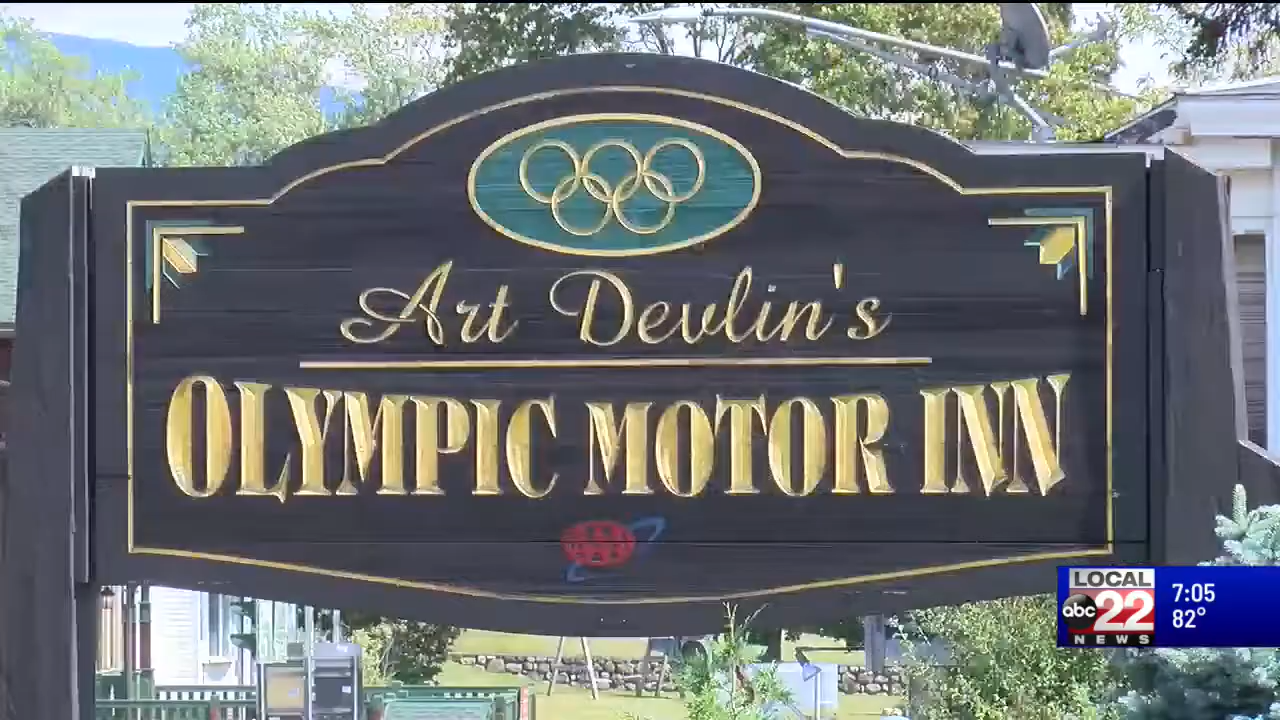 Art Devlin's
OLYMPIC MOTOR INN
LOCAL
abc 22
NEWS
7:05
82°